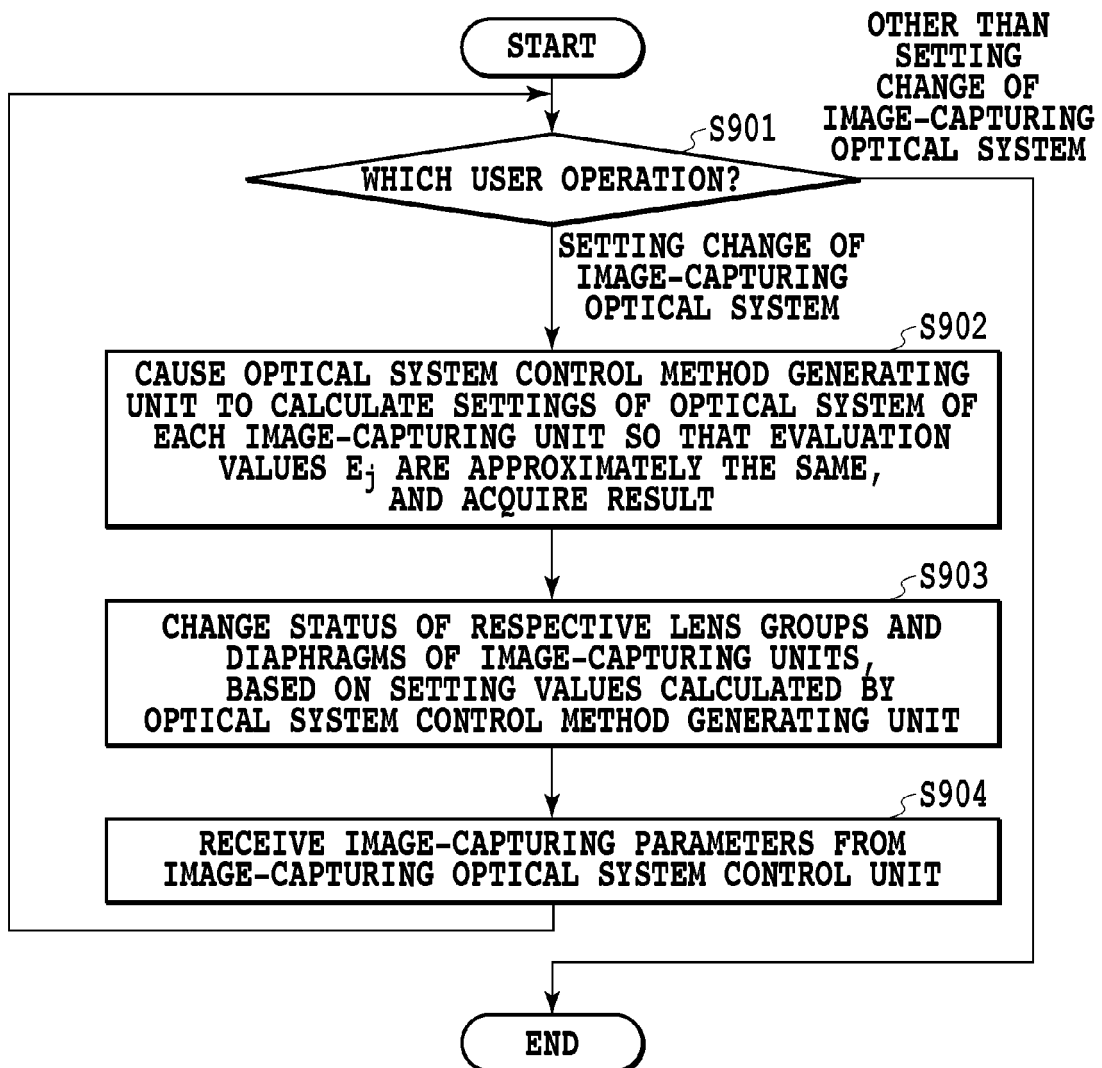 START
OTHER THAN
SETTING
CHANGE OF
IMAGE-CAPTURING
OPTICAL SYSTEM
S901
WHICH USER OPERATION?
SETTING CHANGE OF
IMAGE-CAPTURING
OPTICAL SYSTEM
S902
CAUSE OPTICAL SYSTEM CONTROL METHOD GENERATING
UNIT TO CALCULATE SETTINGS OF OPTICAL SYSTEM OF
EACH IMAGE-CAPTURING UNIT SO THAT EVALUATION
VALUES Ej ARE APPROXIMATELY THE SAME,
AND ACQUIRE RESULT
S903
CHANGE STATUS OF RESPECTIVE LENS GROUPS AND
DIAPHRAGMS OF IMAGE-CAPTURING UNITS,
BASED ON SETTING VALUES CALCULATED BY
OPTICAL SYSTEM CONTROL METHOD GENERATING UNIT
S904
RECEIVE IMAGE-CAPTURING PARAMETERS FROM
IMAGE-CAPTURING OPTICAL SYSTEM CONTROL UNIT
END